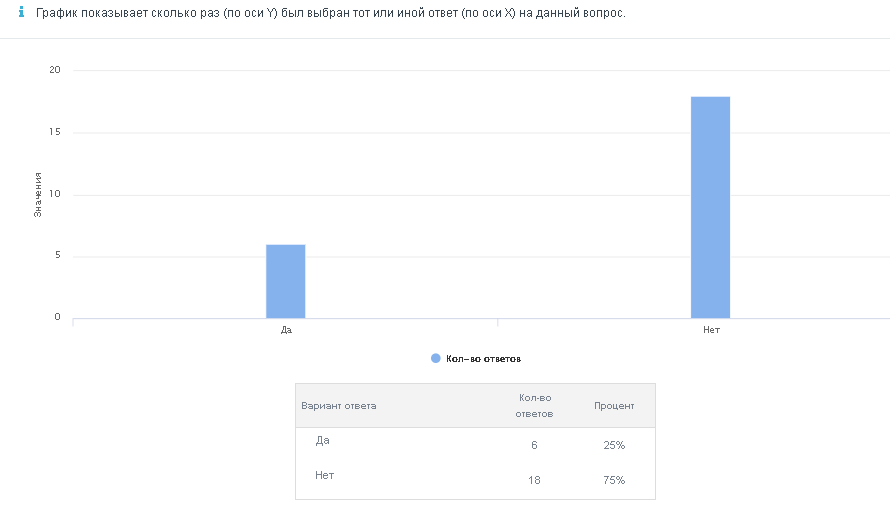 График показывает сколько раз (по оси Y) был выбран тот или иной ответ (по оси X) на данный вопрос.
20
15
10
5
0
Значения
Да
Нет
Кол-во ответов
Вариант ответа
Кол-во
ответов
Процент
Да
6
25%
Нет
18
75%